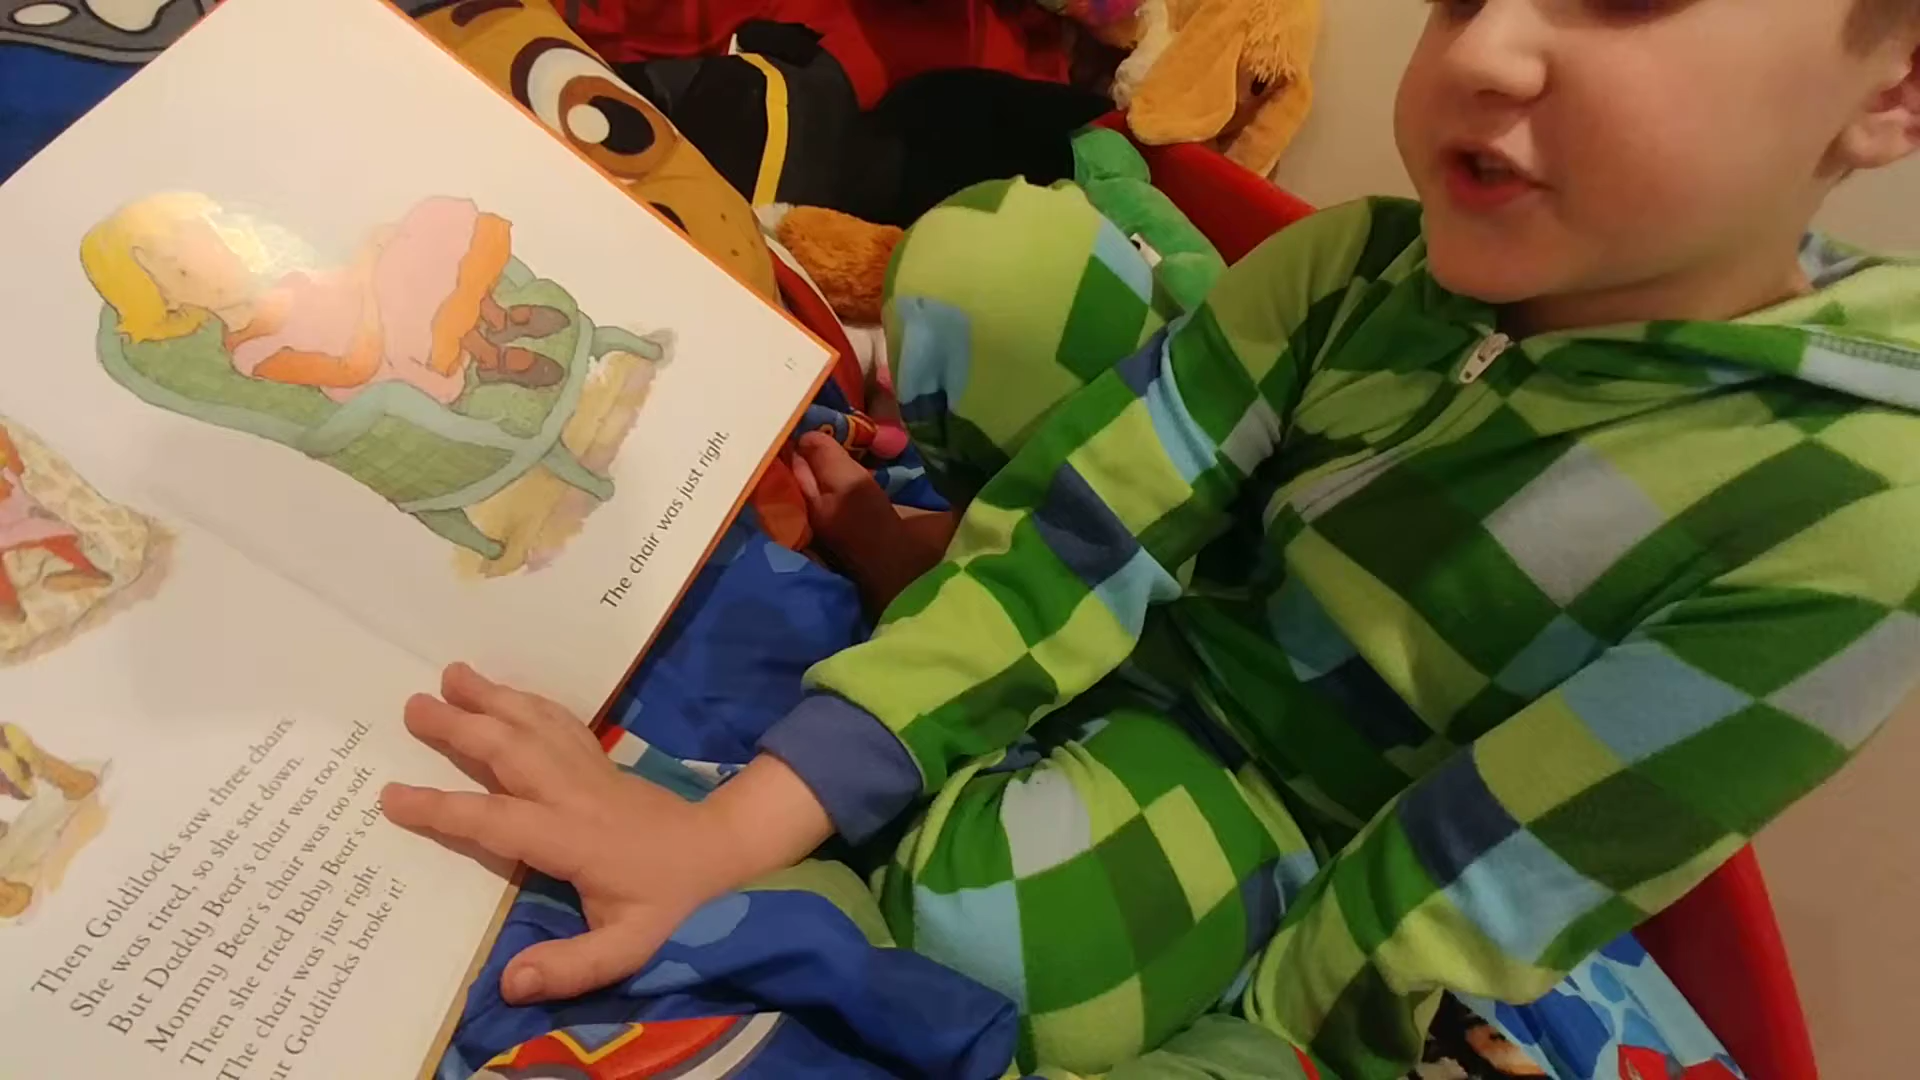 Then Goldilocks saw three chairs.
She was tired, so she sat down.
But Daddy Bear's chair was too hard.
Mommy Bear's chair was too soft.
Then she tried Baby Bear's
The chair was just right.
Goldilocks broke it!
The chair was just right.
17